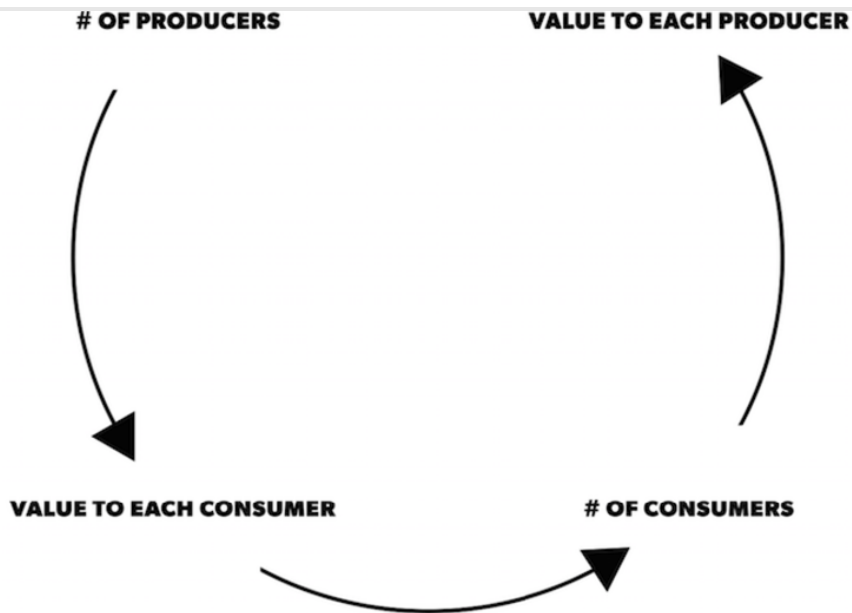 # OF PRODUCERS
VALUE TO EACH PRODUCER
VALUE TO EACH CONSUMER
# OF CONSUMERS